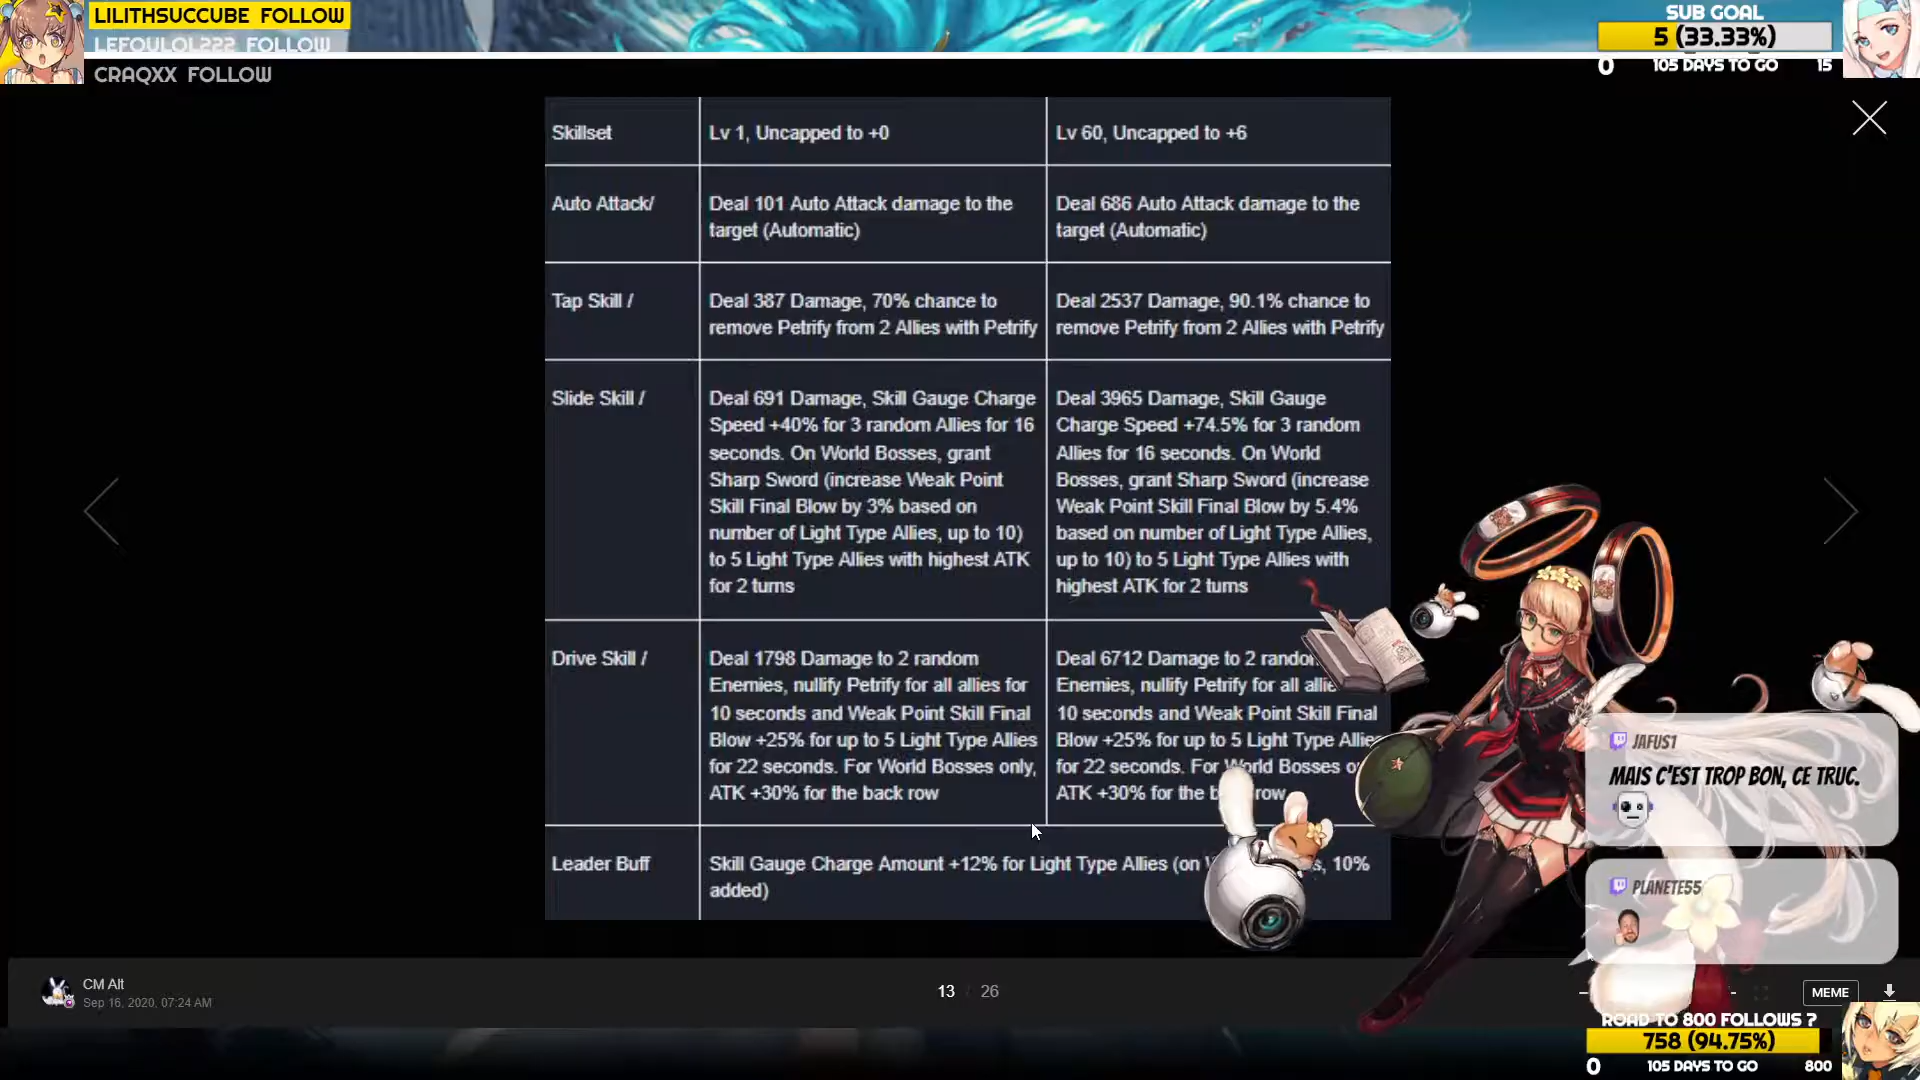 LILITHSUCCUBE FOLLOW
LEFOULOL222 FOLLOW
CRAQXX FOLLOW
SUB GOAL
5 (33.33%)
0 105 DAYS TO GO 15
Skillset Lv 1, Uncapped to +0 Lv 60, Uncapped to +6
Auto Attack/ Deal 101 Auto Attack damage to the Deal 686 Auto Attack damage to the
target (Automatic) target (Automatic)
Tap Skill / Deal 387 Damage, 70% chance to Deal 2537 Damage, 90.1% chance to
remove Petrify from 2 Allies with Petrify remove Petrify from 2 Allies with Petrify
Slide Skill / Deal 691 Damage, Skill Gauge Charge Deal 3965 Damage, Skill Gauge
Speed +40% for 3 random Allies for 16 Charge Speed +74.5% for 3 random
seconds. On World Bosses, grant Allies for 16 seconds. On World
Sharp Sword (increase Weak Point Bosses, grant Sharp Sword (increase
Skill Final Blow by 3% based on Weak Point Skill Final Blow by 5.4%
number of Light Type Allies, up to 10) based on number of Light Type Allies,
to 5 Light Type Allies with highest ATK up to 10) to 5 Light Type Allies with
for 2 turns highest ATK for 2 turns
Drive Skill / Deal 1798 Damage to 2 random Deal 6712 Damage to 2
Enemies, nullify Petrify for all allies for Enemies, nullify Petrify for all
10 seconds and Weak Point Skill Final 10 seconds and Weak Point Skill Final
Blow +25% for up to 5 Light Type Allies Blow +25% for up to 5 Light Type Allies
for 22 seconds. For World Bosses only, for 22 seconds. For World Bosses
ATK +30% for the back row ATK +30% for the row
Leader Buff Skill Gauge Charge Amount +12% for Light Type Allies (on 10%
added)
JAFUS1
MAIS C'EST TROP BON, CE TRUC.
PLANETE55
CM Alt
Sep 16, 2020, 07:24 AM
13 / 26
MEME
ROAD TO 800 FOLLOWS ?
758 (94.75%)
0 105 DAYS TO GO 800